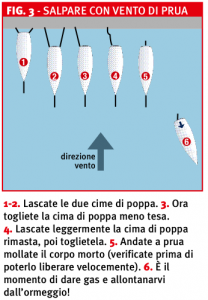 FIG. 3 - SALPARE CON VENTO DI PRUA
1
2
3
4
5
6
direzione
vento
1-2. Lascate le due cime di poppa. 3. Ora
togliete la cima di poppa meno tesa.
4. Lascate leggermente la cima di poppa
rimasta, poi toglietela. 5. Andate a prua
mollate il corpo morto (verificate prima di
poterlo liberare velocemente). 6. È il
momento di dare gas e allontanarvi
dall'ormeggio!